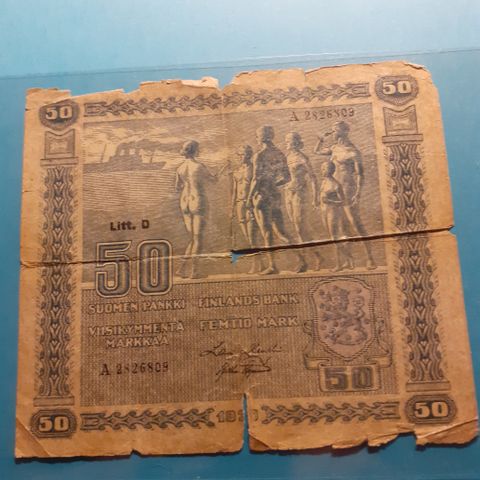 50 50
A 2826809
Litt. D
50
SUOMEN PANKKI FINLANDS BANK
VIISIKYMMENTÄ FEMTIO MARK
MARKKAA
A 2826809
50
50 50